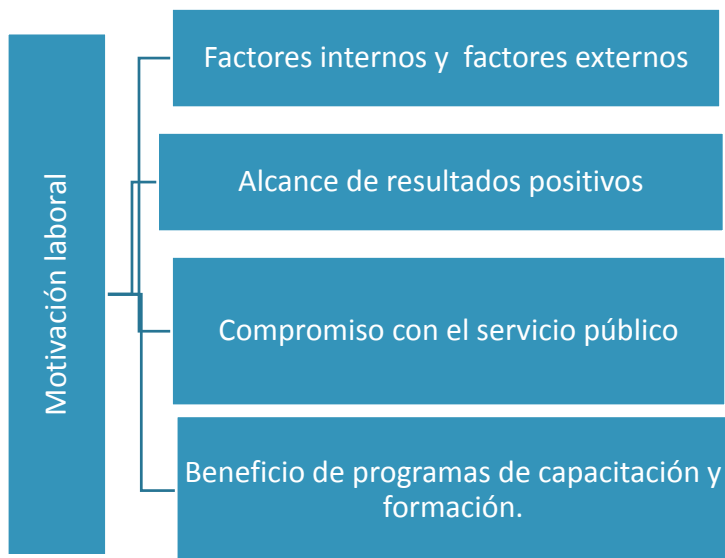 Motivación laboral
Factores internos y  factores externos
Alcance de resultados positivos
Compromiso con el servicio público
Beneficio de programas de capacitación y
formación.